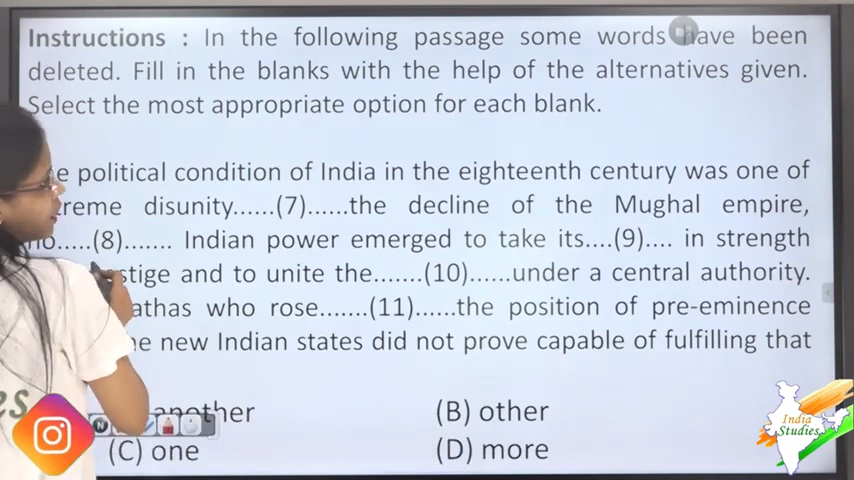 Instructions : In the following passage some words have been
deleted. Fill in the blanks with the help of the alternatives given.
Select the most appropriate option for each blank.
political condition of India in the eighteenth century was one of
disunity......(7)......the decline of the Mughal empire,
no.....(8)....... Indian power emerged to take its....(9).... in strength
and to unite the.......(10)......under a central authority.
who rose.......(11)......the position of pre-eminence
new Indian states did not prove capable of fulfilling that
another (B) other
(C) one (D) more
India
Studies